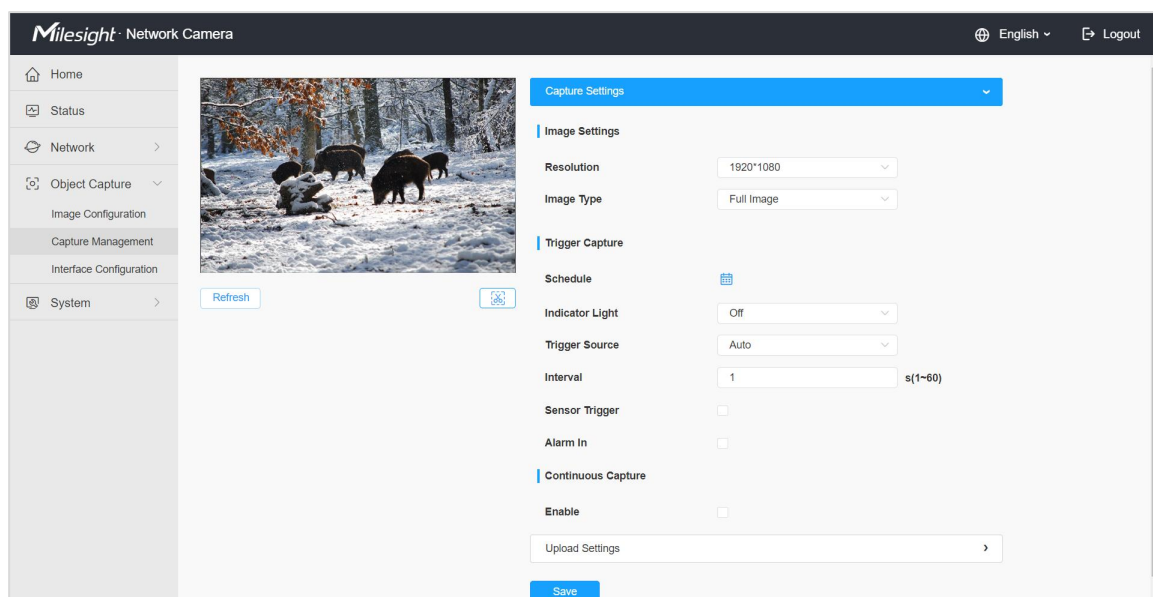 Milesight · Network Camera
English
Logout
Home
Status
Network
Object Capture
Image Configuration
Capture Management
Interface Configuration
System
Refresh
Capture Settings
Image Settings
Resolution 1920*1080
Image Type Full Image
Trigger Capture
Schedule
Indicator Light Off
Trigger Source Auto
Interval 1 s(1~60)
Sensor Trigger
Alarm In
Continuous Capture
Enable
Upload Settings
Save